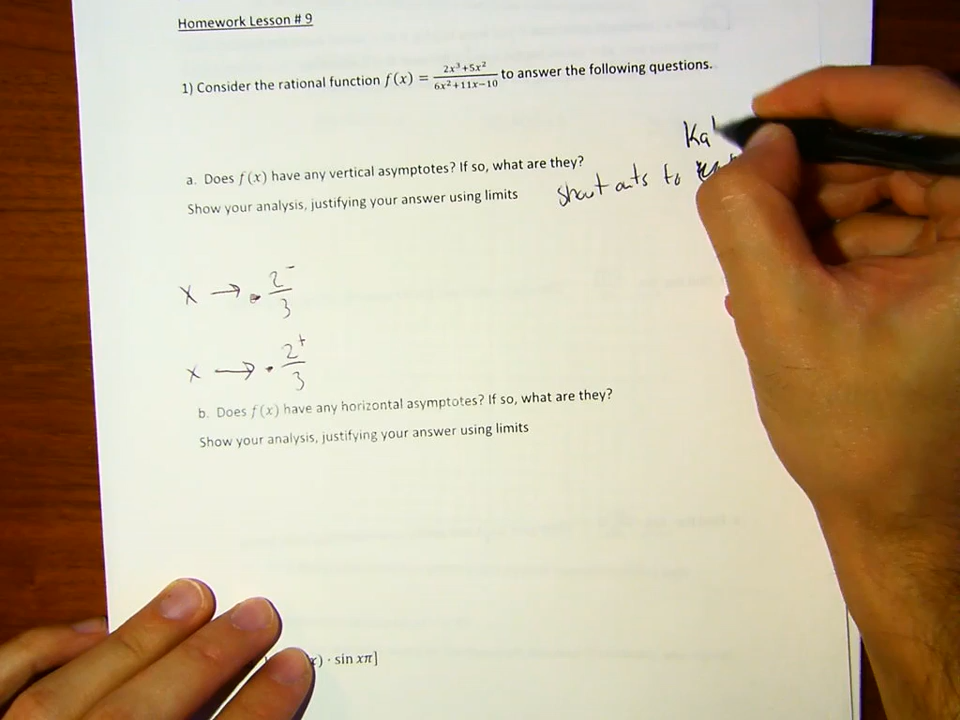 Homework Lesson # 9
1) Consider the rational function f(x) = 2x³+5x² / 6x²+11x−10 to answer the following questions.
Ka
a. Does f(x) have any vertical asymptotes? If so, what are they?
shout outs to
Show your analysis, justifying your answer using limits
x → 2⁻/3
x → 2⁺/3
b. Does f(x) have any horizontal asymptotes? If so, what are they?
Show your analysis, justifying your answer using limits
) · sin xπ]